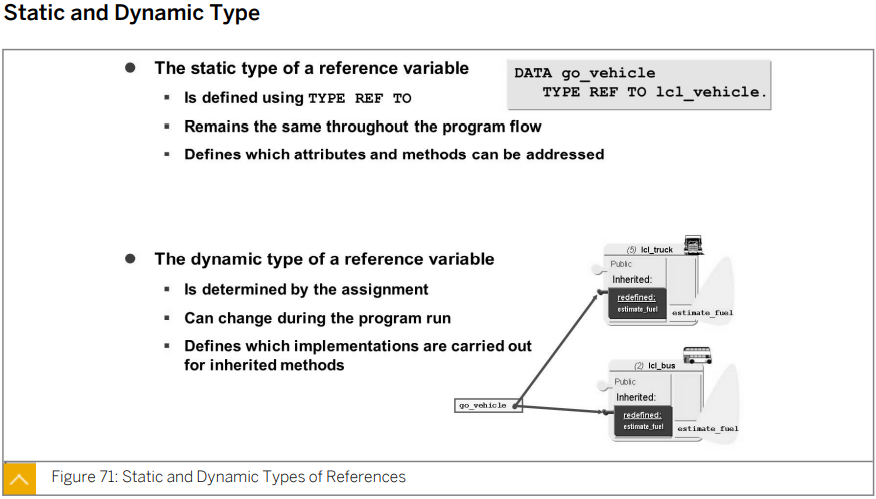 Static and Dynamic Type
● The static type of a reference variable
▪ Is defined using TYPE REF TO
▪ Remains the same throughout the program flow
▪ Defines which attributes and methods can be addressed
DATA go_vehicle
TYPE REF TO lcl_vehicle.
● The dynamic type of a reference variable
▪ Is determined by the assignment
▪ Can change during the program run
▪ Defines which implementations are carried out
for inherited methods
(5) lcl_truck
Public
Inherited:
redefined:
estimate_fuel
estimate_fuel
(2) lcl_bus
Public
Inherited:
redefined:
estimate_fuel
estimate_fuel
go_vehicle
Figure 71: Static and Dynamic Types of References